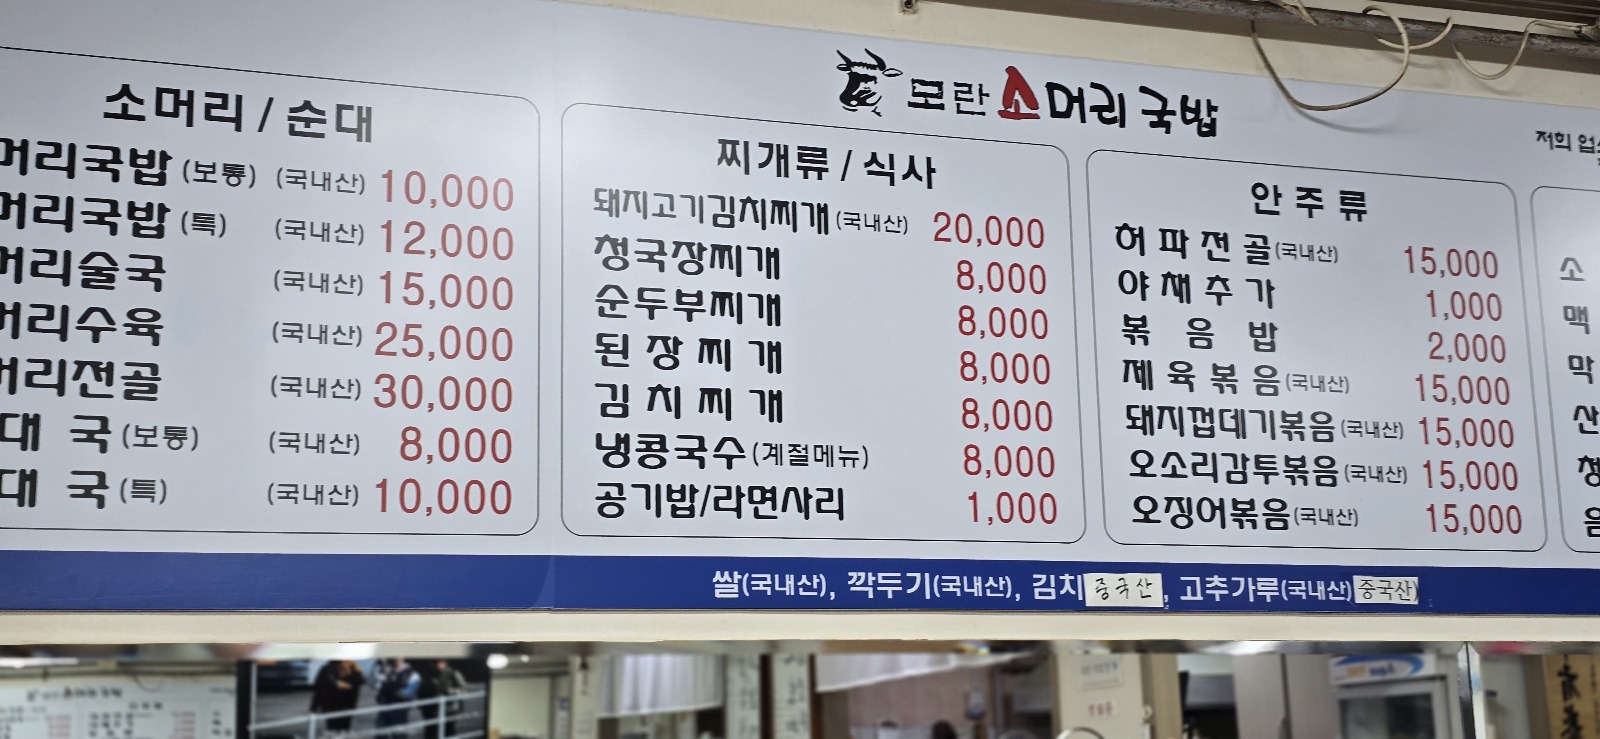 모란 소머리국밥
저희 업
소머리 / 순대
머리국밥 (보통) (국내산) 10,000
머리국밥 (특) (국내산) 12,000
머리술국 (국내산) 15,000
머리수육 (국내산) 25,000
머리전골 (국내산) 30,000
대 국 (보통) (국내산) 8,000
대 국 (특) (국내산) 10,000
찌개류 / 식사
돼지고기김치찌개 (국내산) 20,000
청국장찌개 8,000
순두부찌개 8,000
된장찌개 8,000
김치찌개 8,000
냉콩국수 (계절메뉴) 8,000
공기밥/라면사리 1,000
안주류
허파전골 (국내산) 15,000
야채추가 1,000
볶음밥 2,000
제육볶음 (국내산) 15,000
돼지껍데기볶음 (국내산) 15,000
오소리감투볶음 (국내산) 15,000
오징어볶음 (국내산) 15,000
소
맥
막
산
청
음
쌀(국내산), 깍두기(국내산), 김치 중국산, 고추가루(국내산) 중국산)